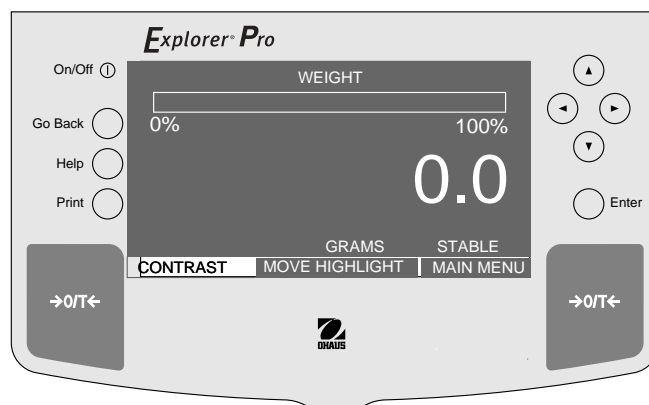 Explorer® Pro
On/Off
WEIGHT
Go Back
0% 100%
Help
0.0
Print
Enter
GRAMS STABLE
CONTRAST MOVE HIGHLIGHT MAIN MENU
→0/T← →0/T←
OHAUS